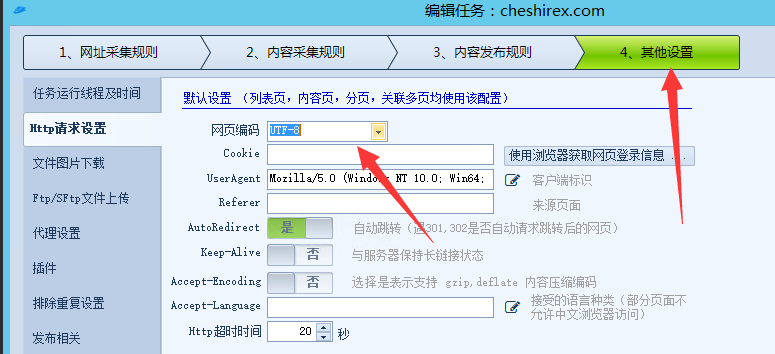 编辑任务：cheshirex.com
1、网址采集规则
2、内容采集规则
3、内容发布规则
4、其他设置
任务运行线程及时间
Http请求设置
文件图片下载
Ftp/SFtp文件上传
代理设置
插件
排除重复设置
发布相关
默认设置 （列表页，内容页，分页，关联多页均使用该配置）
网页编码 UTF-8
Cookie 使用浏览器获取网页登录信息 ...
UserAgent Mozilla/5.0 (Windows NT 10.0; Win64; 客户端标识
Referer 来源页面
AutoRedirect 是 自动跳转（遇301,302是否自动请求跳转后的网页）
Keep-Alive 否 与服务器保持长链接状态
Accept-Encoding 否 选择是表示支持 gzip,deflate 内容压缩编码
Accept-Language 接受的语言种类（部分页面不
允许中文浏览器访问）
Http超时时间 20 秒